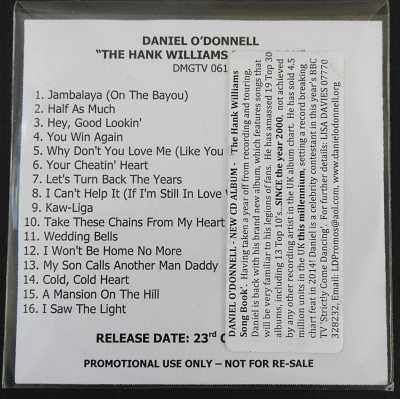 DANIEL O'DONNELL
"THE HANK WILLIAMS
DMGTV 061
1. Jambalaya (On The Bayou)
2. Half As Much
3. Hey, Good Lookin'
4. You Win Again
5. Why Don't You Love Me (Like You
6. Your Cheatin' Heart
7. Let's Turn Back The Years
8. I Can't Help It (If I'm Still In Love
9. Kaw-Liga
10. Take These Chains From My Heart
11. Wedding Bells
12. I Won't Be Home No More
13. My Son Calls Another Man Daddy
14. Cold, Cold Heart
15. A Mansion On The Hill
16. I Saw The Light
RELEASE DATE: 23rd
PROMOTIONAL USE ONLY – NOT FOR RE-SALE
DANIEL O'DONNELL - NEW CD ALBUM - 'The Hank Williams
Song Book'. Having taken a year off from recording and touring,
Daniel is back with his brand new album, which features songs that
will be very familiar to his legions of fans. He has amassed 19 Top 30
albums, including 13 Top 10's..SINCE the year 2000, not achieved
by any other recording artist in the UK album chart. He has sold 4.5
million units in the UK this millennium, setting a record breaking
chart feat in 2014! Daniel is a celebrity contestant in this year's BBC
TV 'Strictly Come Dancing'. For further details: LISA DAVIES 07770
328232, Email: LDPromos@aol.com, www.danielodonnell.org